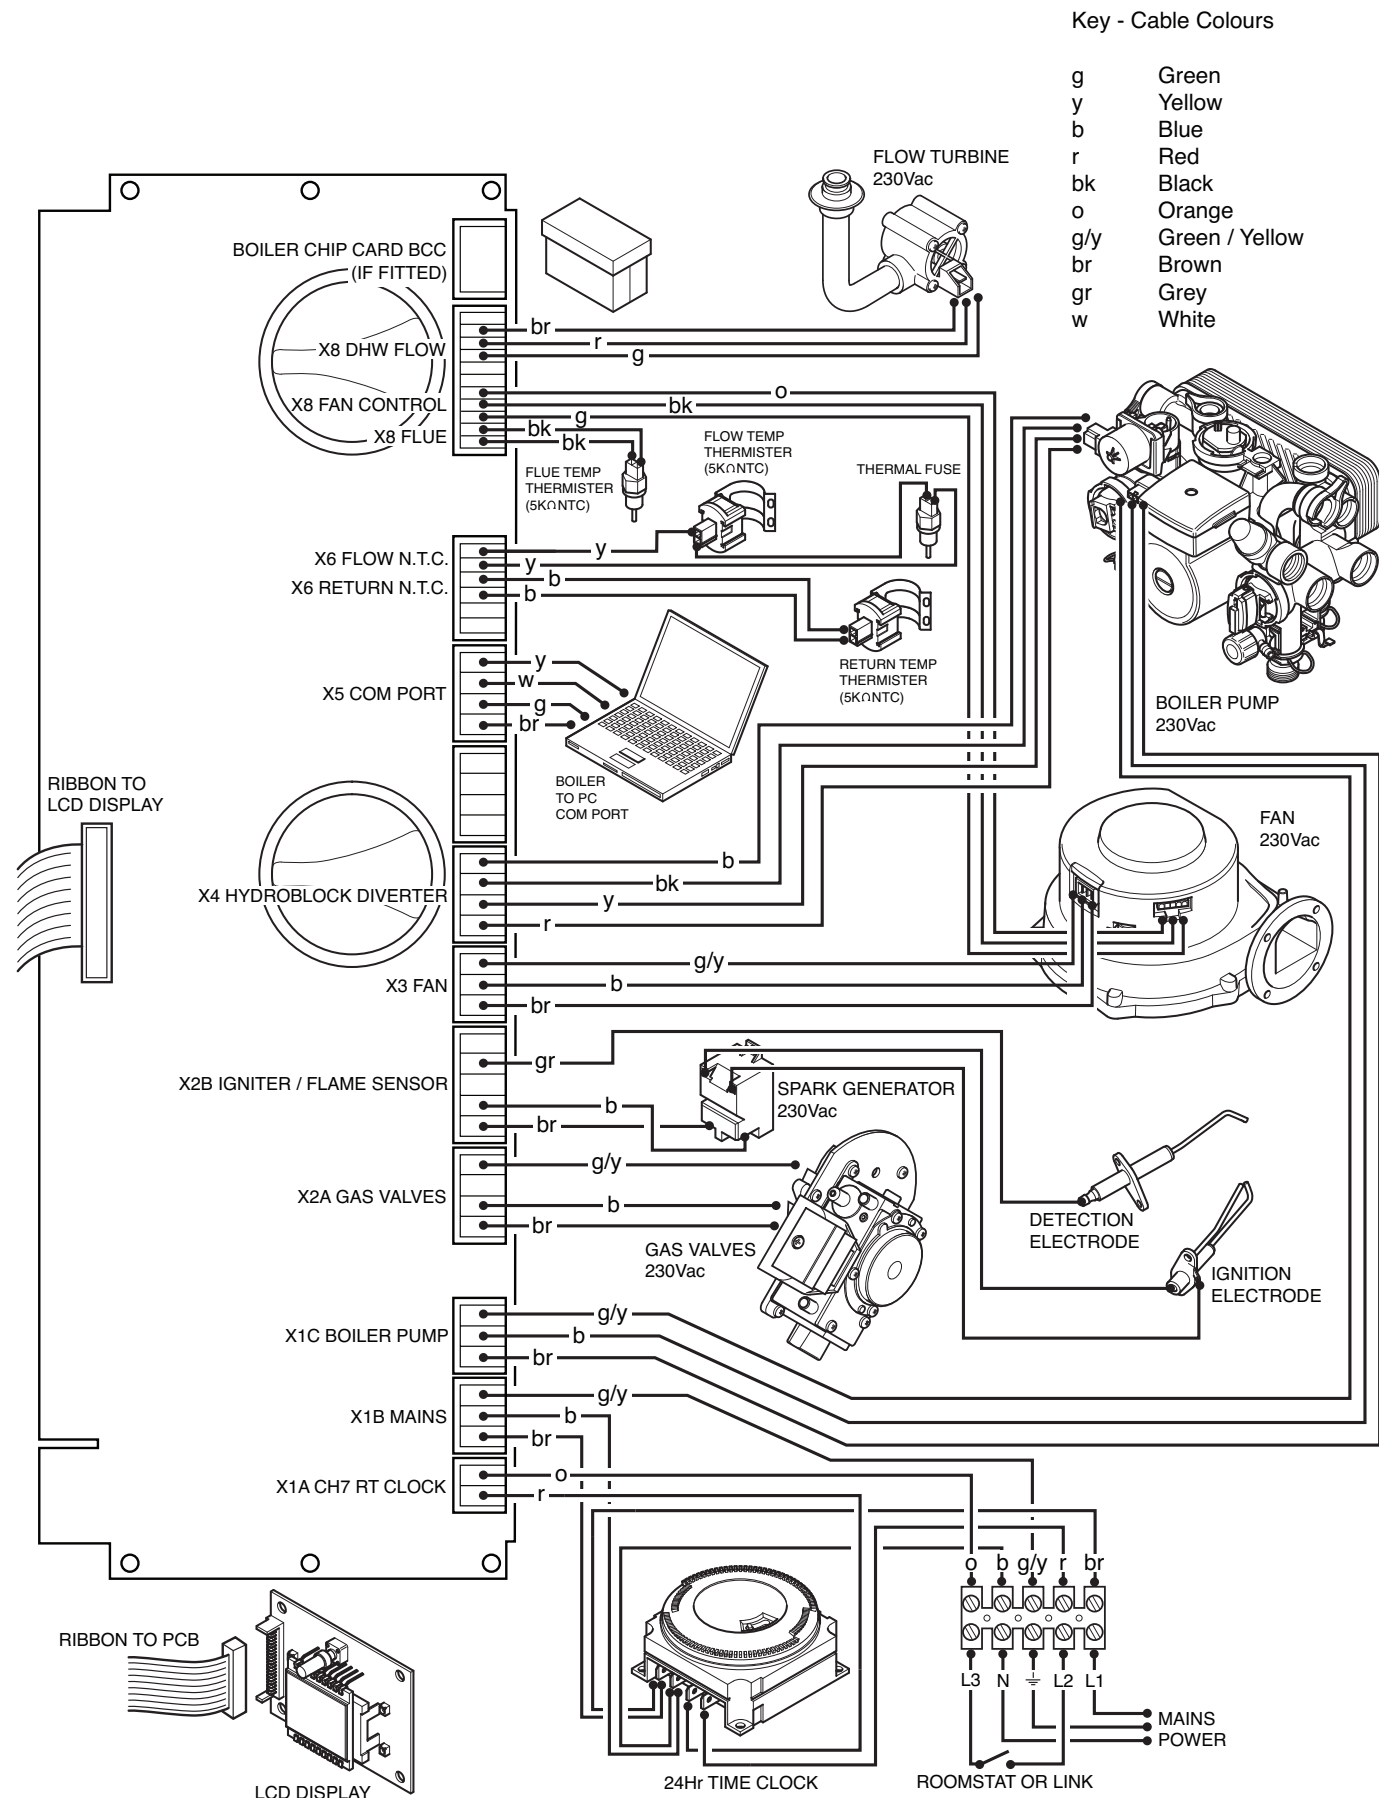 Key - Cable Colours
g Green
y Yellow
b Blue
r Red
bk Black
o Orange
g/y Green / Yellow
br Brown
gr Grey
w White
FLOW TURBINE
230Vac
BOILER CHIP CARD BCC
(IF FITTED)
br
r
X8 DHW FLOW
g
o
X8 FAN CONTROL
bk
g
X8 FLUE
bk
bk
FLOW TEMP
THERMISTER
(5KΩNTC)
THERMAL FUSE
FLUE TEMP
THERMISTER
(5KΩNTC)
X6 FLOW N.T.C.
y
y
X6 RETURN N.T.C.
b
b
RETURN TEMP
THERMISTER
(5KΩNTC)
X5 COM PORT
y
w
g
br
BOILER PUMP
230Vac
RIBBON TO
LCD DISPLAY
BOILER
TO PC
COM PORT
FAN
230Vac
b
bk
X4 HYDROBLOCK DIVERTER
y
r
g/y
X3 FAN
b
br
gr
X2B IGNITER / FLAME SENSOR
b
br
SPARK GENERATOR
230Vac
g/y
X2A GAS VALVES
b
br
GAS VALVES
230Vac
DETECTION
ELECTRODE
IGNITION
ELECTRODE
g/y
X1C BOILER PUMP
b
br
g/y
X1B MAINS
b
br
o
X1A CH7 RT CLOCK
r
o b g/y r br
RIBBON TO PCB
L3 N L2 L1
MAINS
POWER
24Hr TIME CLOCK
ROOMSTAT OR LINK
LCD DISPLAY